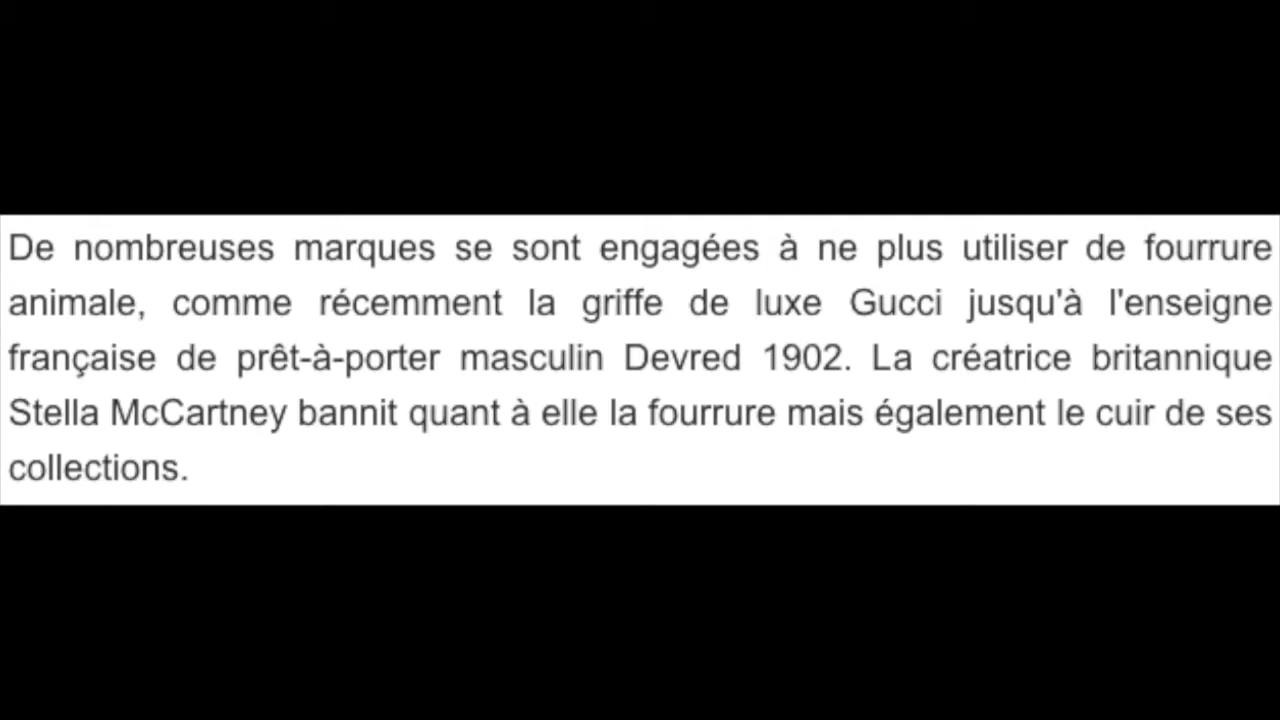 De nombreuses marques se sont engagées à ne plus utiliser de fourrure
animale, comme récemment la griffe de luxe Gucci jusqu'à l'enseigne
française de prêt-à-porter masculin Devred 1902. La créatrice britannique
Stella McCartney bannit quant à elle la fourrure mais également le cuir de ses
collections.